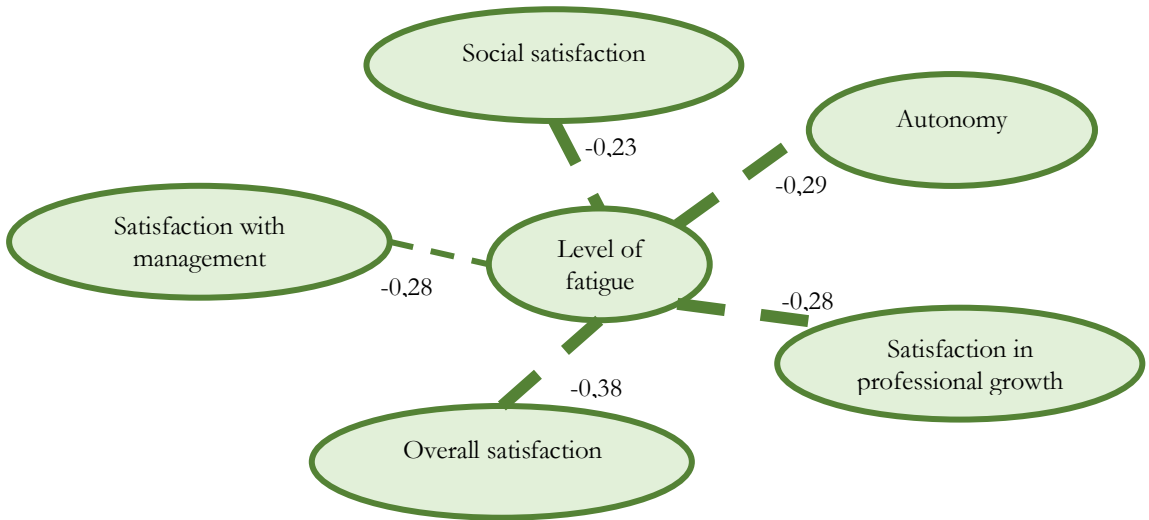 Social satisfaction
Autonomy
-0,23
-0,29
Satisfaction with
management
Level of
fatigue
-0,28
-0,28
Satisfaction in
professional growth
-0,38
Overall satisfaction